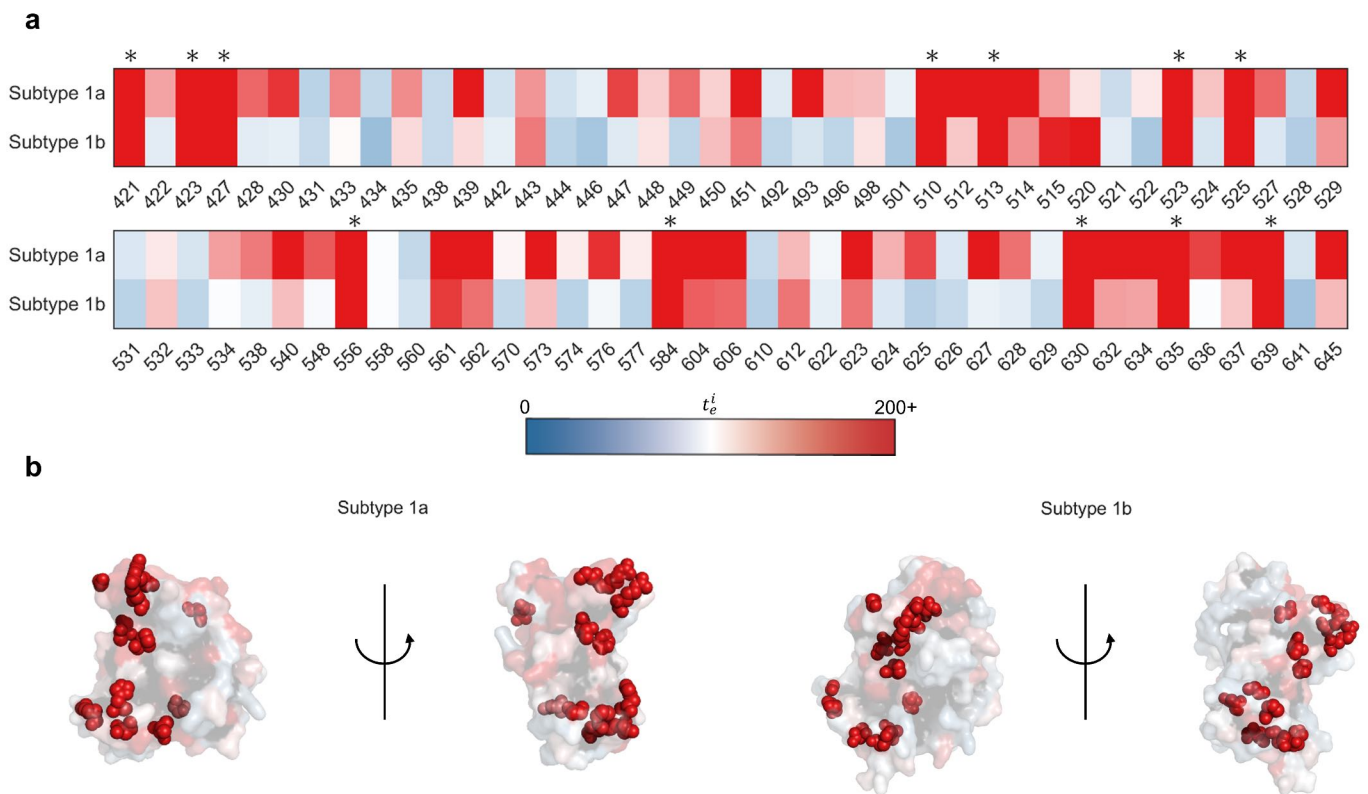 a
* * * * * * *
Subtype 1a
Subtype 1b
421 422 423 427 428 430 431 433 434 435 438 439 442 443 444 446 447 448 449 450 451 492 493 496 498 501 510 512 513 514 515 520 521 522 523 524 525 527 528 529
* * * * *
Subtype 1a
Subtype 1b
531 532 533 534 538 540 548 556 558 560 561 562 570 573 574 576 577 584 604 606 610 612 622 623 624 625 626 627 628 629 630 632 634 635 636 637 639 641 645
0 t_e^i 200+
b
Subtype 1a Subtype 1b